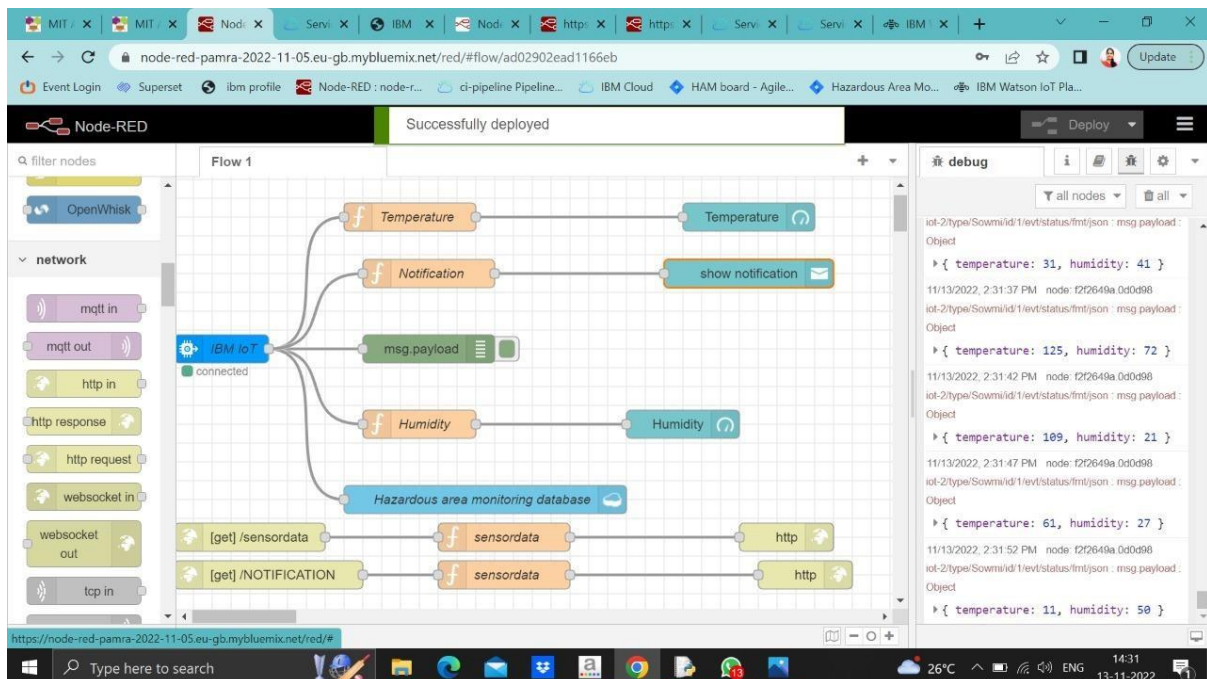 MIT /
MIT /
Node
Servi
IBM
Node
https
https
Servi
Servi
IBM
Update
node-red-pamra-2022-11-05.eu-gb.mybluemix.net/red/#flow/ad02902ead1166eb
Event Login
Superset
ibm profile
Node-RED : node-r...
ci-pipeline Pipeline...
IBM Cloud
HAM board - Agile...
Hazardous Area Mo...
IBM Watson IoT Pla...
Node-RED
Successfully deployed
Deploy
filter nodes
Flow 1
debug
all nodes
all
OpenWhisk
network
mqtt in
mqtt out
http in
http response
http request
websocket in
websocket
out
tcp in
Temperature
Temperature
Notification
show notification
IBM IoT
connected
msg.payload
Humidity
Humidity
Hazardous area monitoring database
[get] /sensordata
sensordata
http
[get] /NOTIFICATION
sensordata
http
iot-2/type/Sowmi/id/1/evt/status/fmt/json : msg.payload :
Object
{ temperature: 31, humidity: 41 }
11/13/2022, 2:31:37 PM node: f2f2649a.0d0d98
iot-2/type/Sowmi/id/1/evt/status/fmt/json : msg.payload :
Object
{ temperature: 125, humidity: 72 }
11/13/2022, 2:31:42 PM node: f2f2649a.0d0d98
iot-2/type/Sowmi/id/1/evt/status/fmt/json : msg.payload :
Object
{ temperature: 109, humidity: 21 }
11/13/2022, 2:31:47 PM node: f2f2649a.0d0d98
iot-2/type/Sowmi/id/1/evt/status/fmt/json : msg.payload :
Object
{ temperature: 61, humidity: 27 }
11/13/2022, 2:31:52 PM node: f2f2649a.0d0d98
iot-2/type/Sowmi/id/1/evt/status/fmt/json : msg.payload :
Object
{ temperature: 11, humidity: 50 }
https://node-red-pamra-2022-11-05.eu-gb.mybluemix.net/red/#
Type here to search
26°C
ENG
14:31
13-11-2022